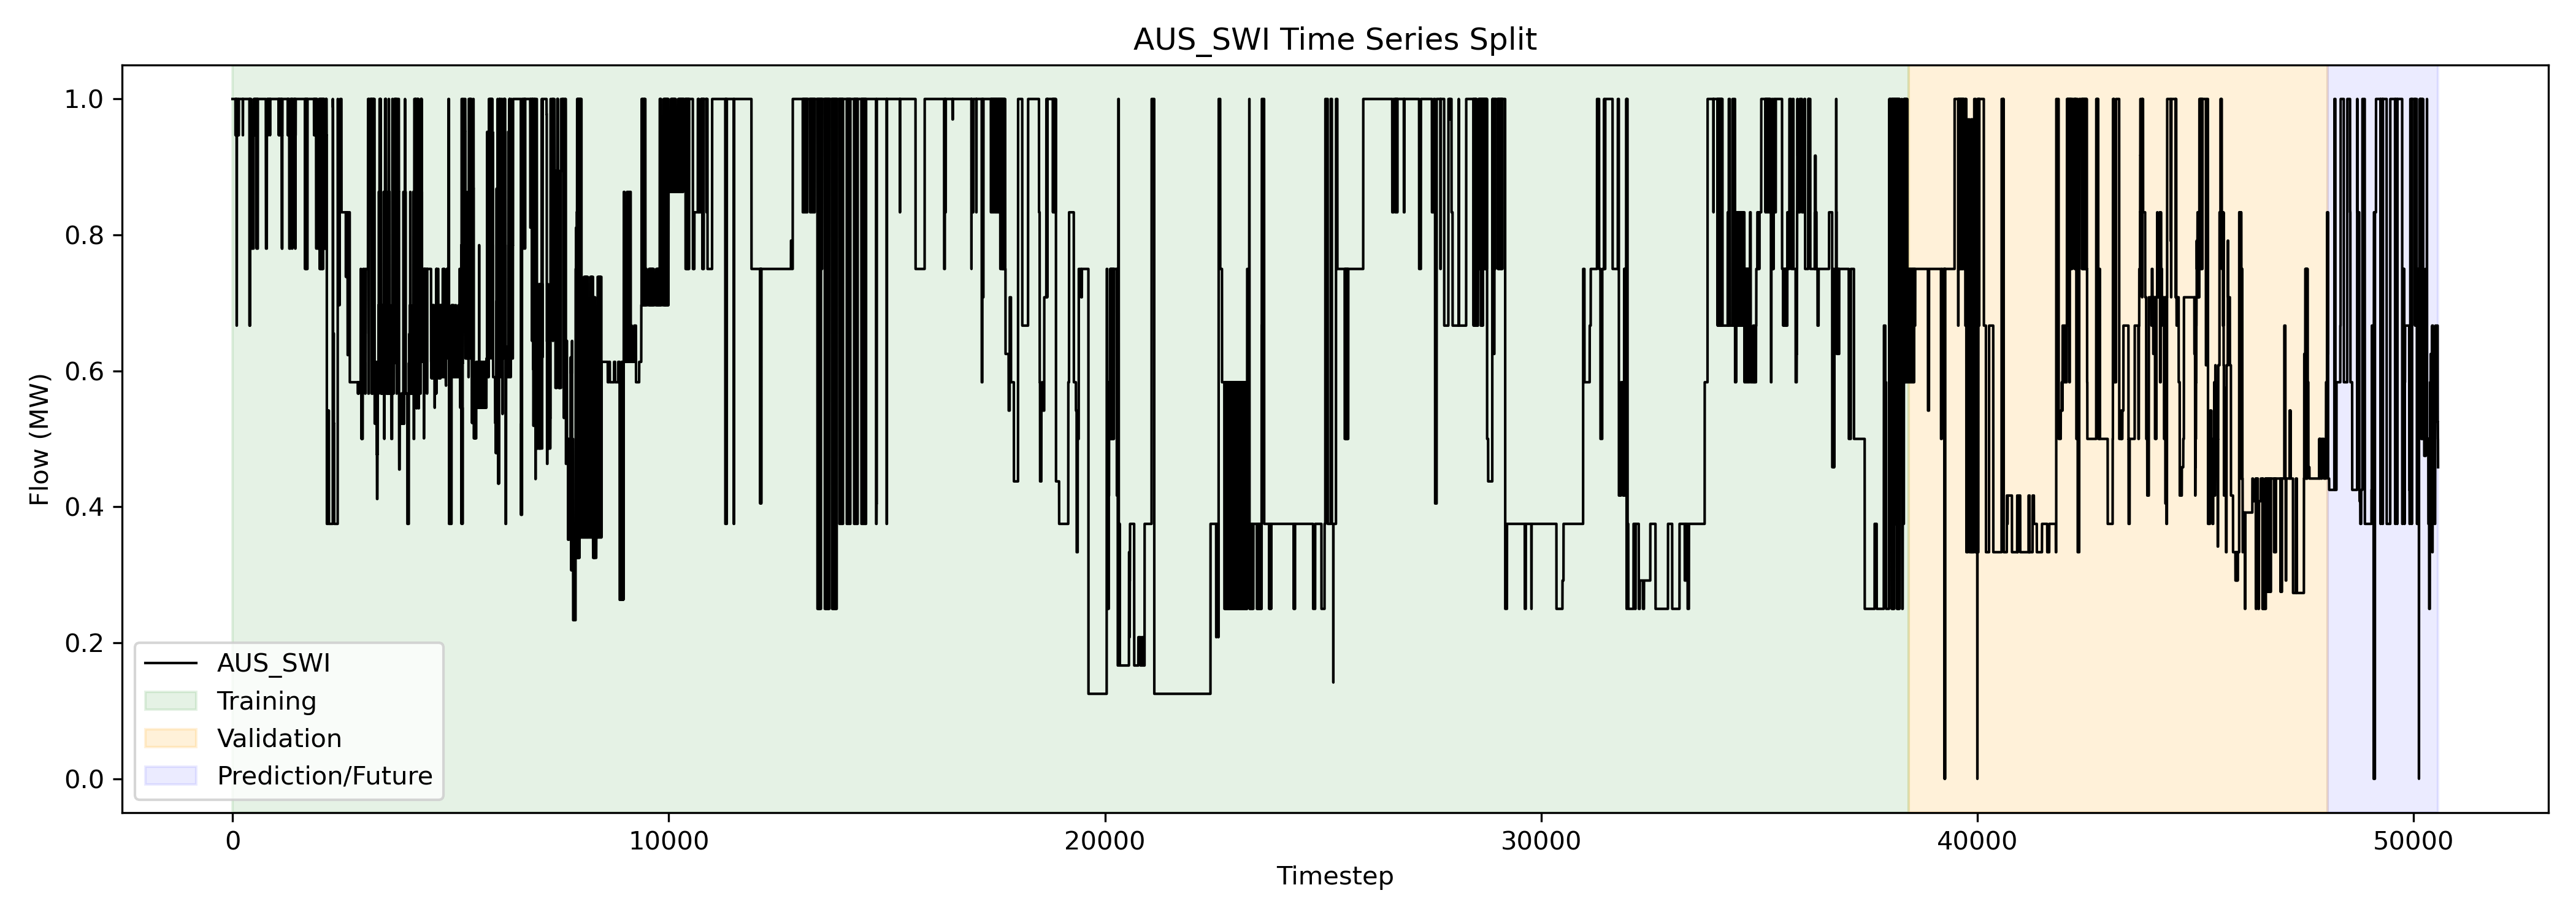 AUS_SWI Time Series Split
Flow (MW)
1.0
0.8
0.6
0.4
0.2
0.0
AUS_SWI
Training
Validation
Prediction/Future
0 10000 20000 30000 40000 50000
Timestep